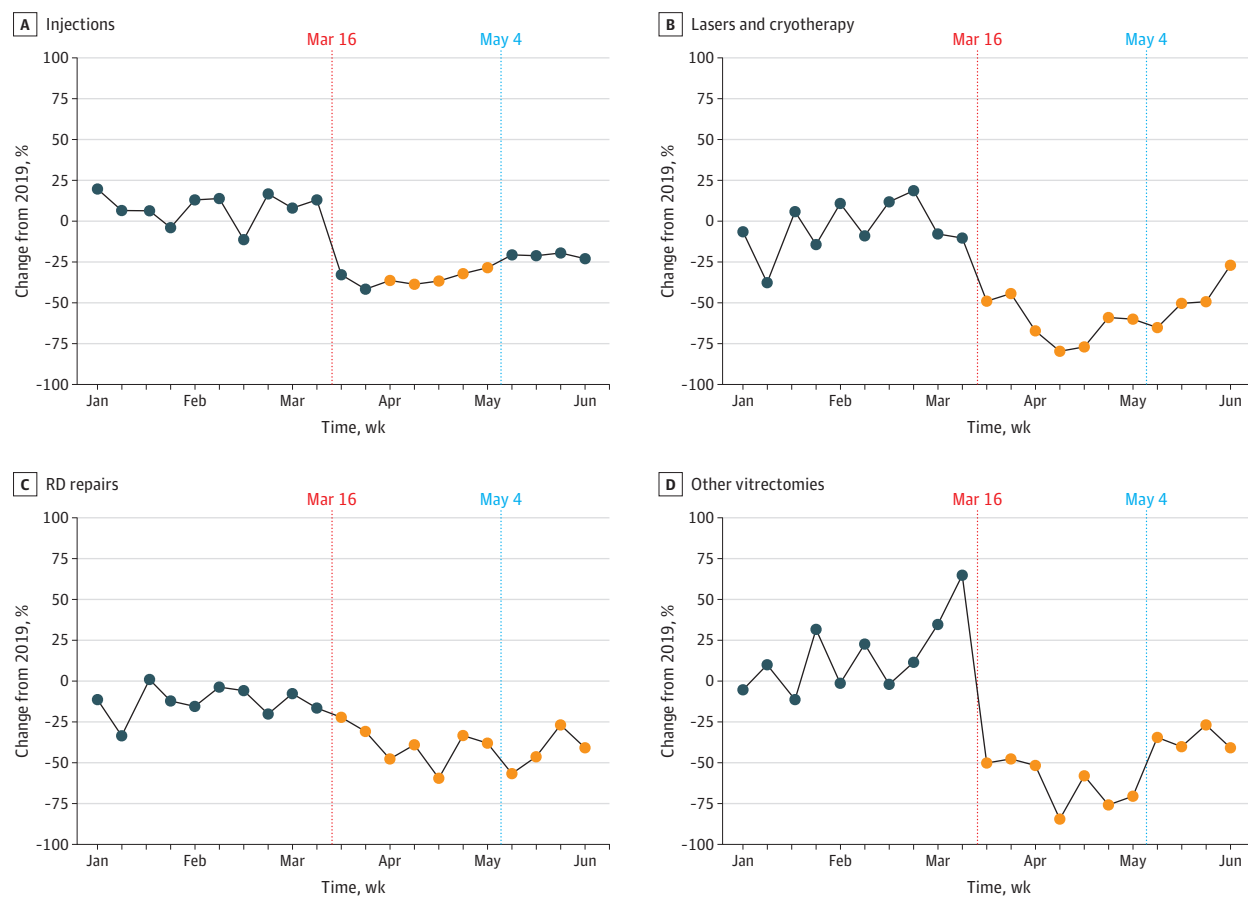 A Injections
Mar 16
May 4
100
75
50
25
0
-25
-50
-75
-100
Change from 2019, %
Jan Feb Mar Apr May Jun
Time, wk
B Lasers and cryotherapy
Mar 16
May 4
100
75
50
25
0
-25
-50
-75
-100
Change from 2019, %
Jan Feb Mar Apr May Jun
Time, wk
C RD repairs
Mar 16
May 4
100
75
50
25
0
-25
-50
-75
-100
Change from 2019, %
Jan Feb Mar Apr May Jun
Time, wk
D Other vitrectomies
Mar 16
May 4
100
75
50
25
0
-25
-50
-75
-100
Change from 2019, %
Jan Feb Mar Apr May Jun
Time, wk